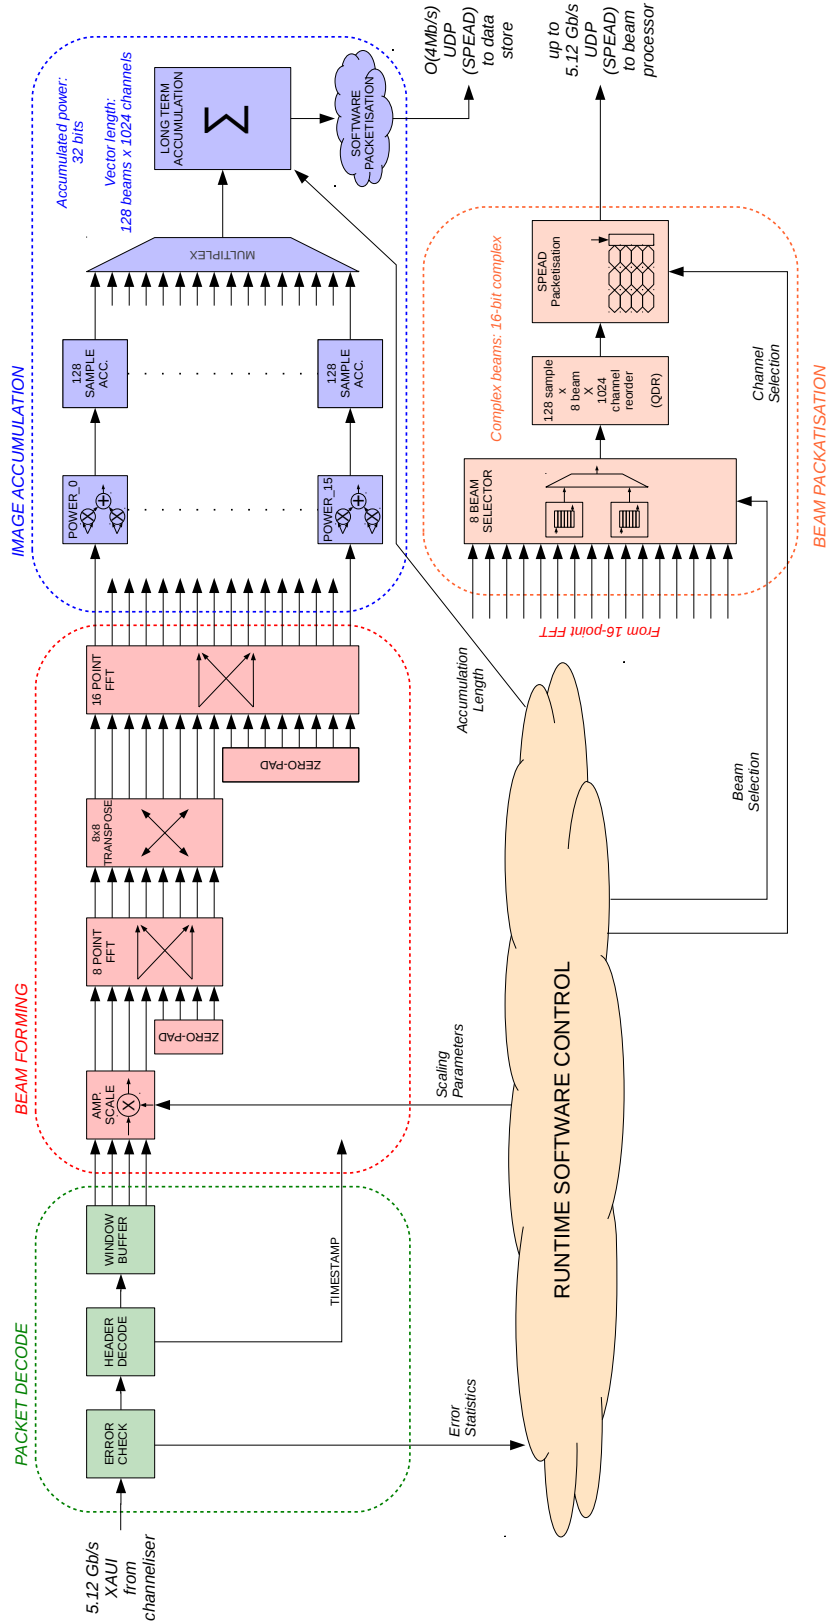 5.12 Gb/s
XAUI
from
channeliser
PACKET DECODE
ERROR
CHECK
HEADER
DECODE
WINDOW
BUFFER
TIMESTAMP
Error
Statistics
BEAM FORMING
AMP.
SCALE
X
ZERO-PAD
8 POINT
FFT
8x8
TRANSPOSE
ZERO-PAD
16 POINT
FFT
Scaling
Parameters
IMAGE ACCUMULATION
POWER_0
X
X
+
POWER_15
X
X
+
128
SAMPLE
ACC.
128
SAMPLE
ACC.
MULTIPLEX
Accumulated power:
32 bits
Vector length:
128 beams x 1024 channels
LONG TERM
ACCUMULATION
Σ
SOFTWARE
PACKETISATION
O(4Mb/s)
UDP
(SPEAD)
to data
store
RUNTIME SOFTWARE CONTROL
Accumulation
Length
Beam
Selection
Channel
Selection
From 16-point FFT
8 BEAM
SELECTOR
Complex beams: 16-bit complex
128 sample
x
8 beam
X
1024
channel
reorder
(QDR)
SPEAD
Packetisation
BEAM PACKATISATION
up to
5.12 Gb/s
UDP
(SPEAD)
to beam
processor